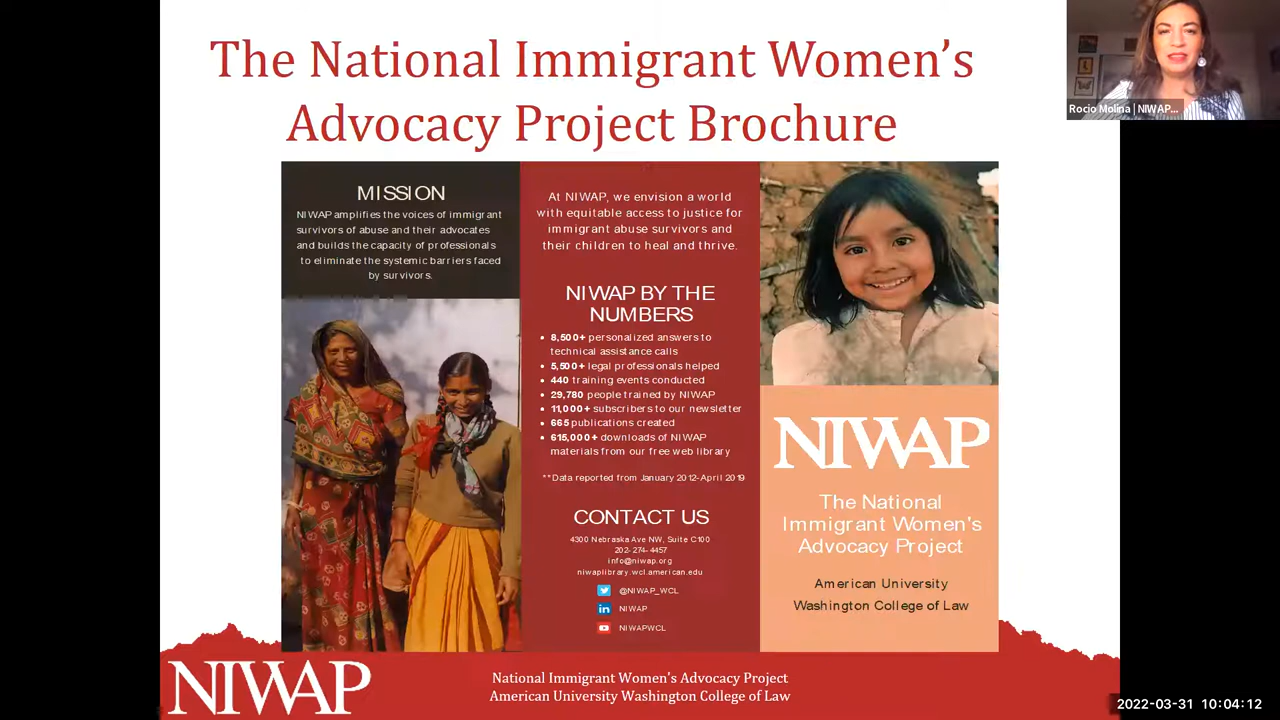 The National Immigrant Women's
Advocacy Project Brochure
Rocio Molina | NIWAP...
MISSION
NIWAP amplifies the voices of immigrant
survivors of abuse and their advocates
and builds the capacity of professionals
to eliminate the systemic barriers faced
by survivors.
At NIWAP, we envision a world
with equitable access to justice for
immigrant abuse survivors and
their children to heal and thrive.
NIWAP BY THE
NUMBERS
• 8,500+ personalized answers to
technical assistance calls
• 5,500+ legal professionals helped
• 440 training events conducted
• 29,780 people trained by NIWAP
• 11,000+ subscribers to our newsletter
• 665 publications created
• 615,000+ downloads of NIWAP
materials from our free web library
**Data reported from January 2012-April 2019
CONTACT US
4300 Nebraska Ave NW, Suite C100
202-274-4457
info@niwap.org
niwaplibrary.wcl.american.edu
@NIWAP_WCL
in NIWAP
NIWAPWCL
NIWAP
The National
Immigrant Women's
Advocacy Project
American University
Washington College of Law
NIWAP
National Immigrant Women's Advocacy Project
American University Washington College of Law
2022-03-31 10:04:12